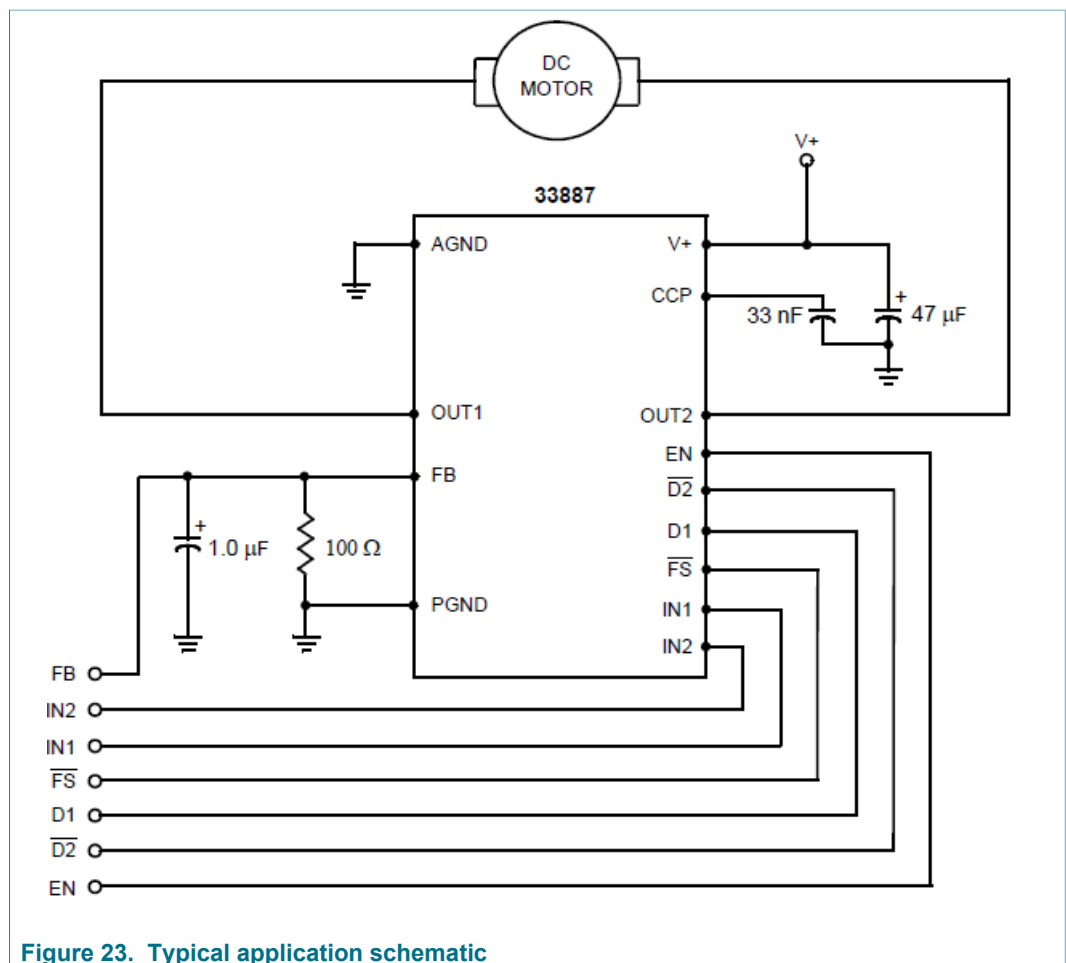 DC
MOTOR
V+
33887
AGND
V+
CCP
33 nF
+
47 µF
OUT1
OUT2
FB
EN
D2
+
1.0 µF
100 Ω
D1
FS
PGND
IN1
IN2
FB
IN2
IN1
FS
D1
D2
EN
Figure 23. Typical application schematic